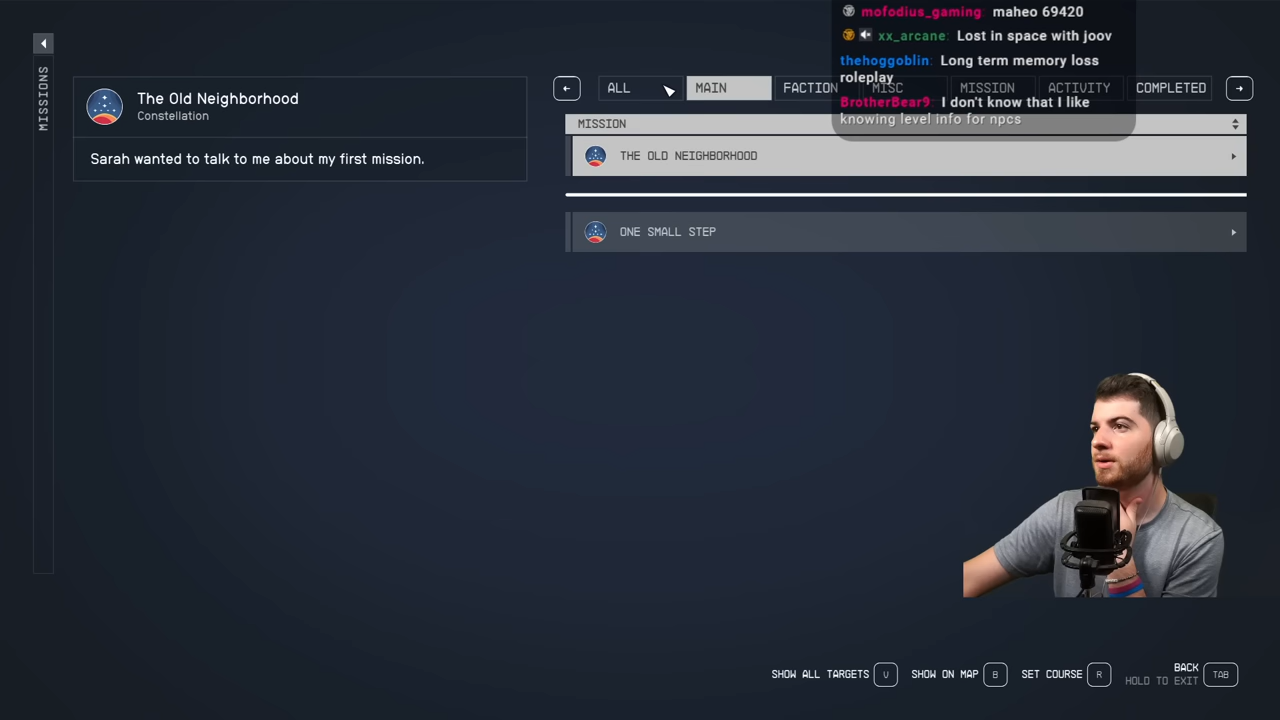 mofodius_gaming: maheo 69420
xx_arcane: Lost in space with joov
thehoggoblin: Long term memory loss
roleplay
BrotherBear9: I don't know that I like
knowing level info for npcs
MISSIONS
The Old Neighborhood
Constellation
Sarah wanted to talk to me about my first mission.
ALL MAIN FACTION MISC MISSION ACTIVITY COMPLETED
MISSION
THE OLD NEIGHBORHOOD
ONE SMALL STEP
SHOW ALL TARGETS V SHOW ON MAP B SET COURSE R BACK TAB
HOLD TO EXIT